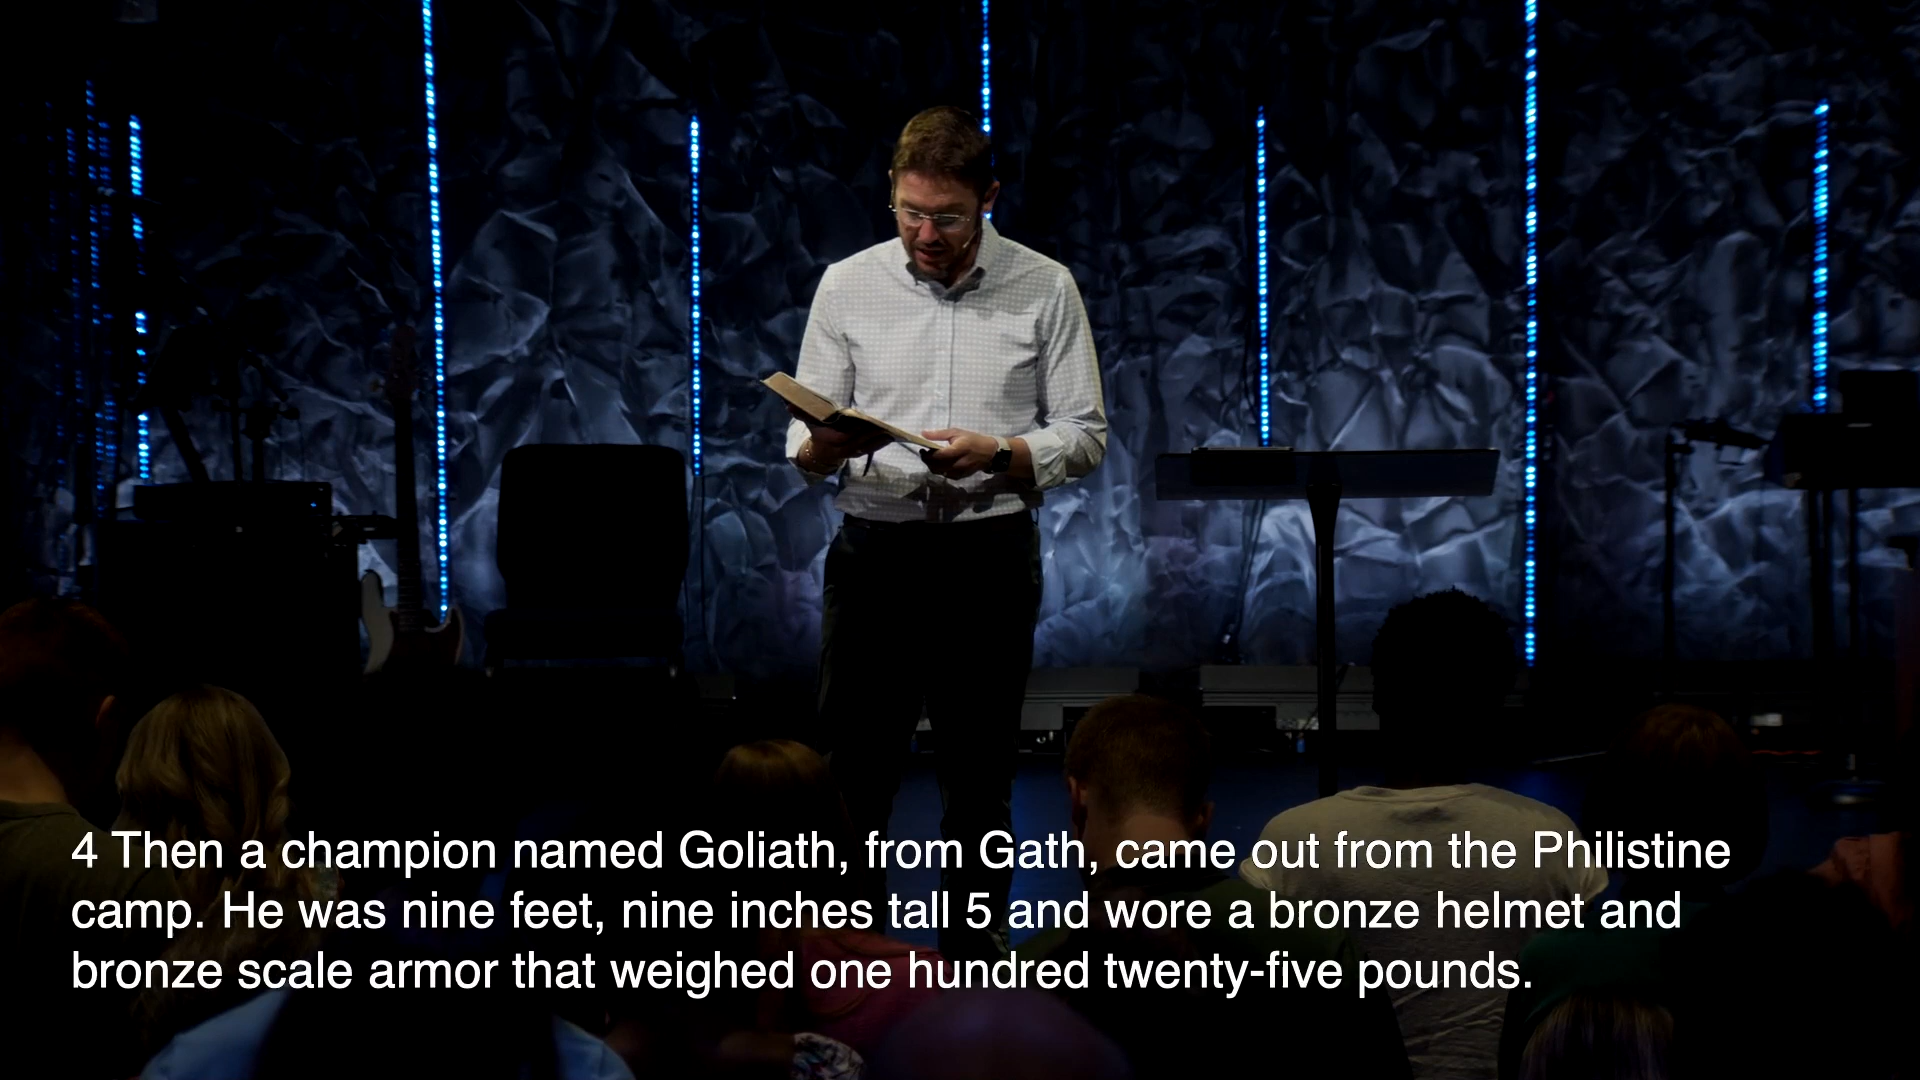 4 Then a champion named Goliath, from Gath, came out from the Philistine
camp. He was nine feet, nine inches tall 5 and wore a bronze helmet and
bronze scale armor that weighed one hundred twenty-five pounds.